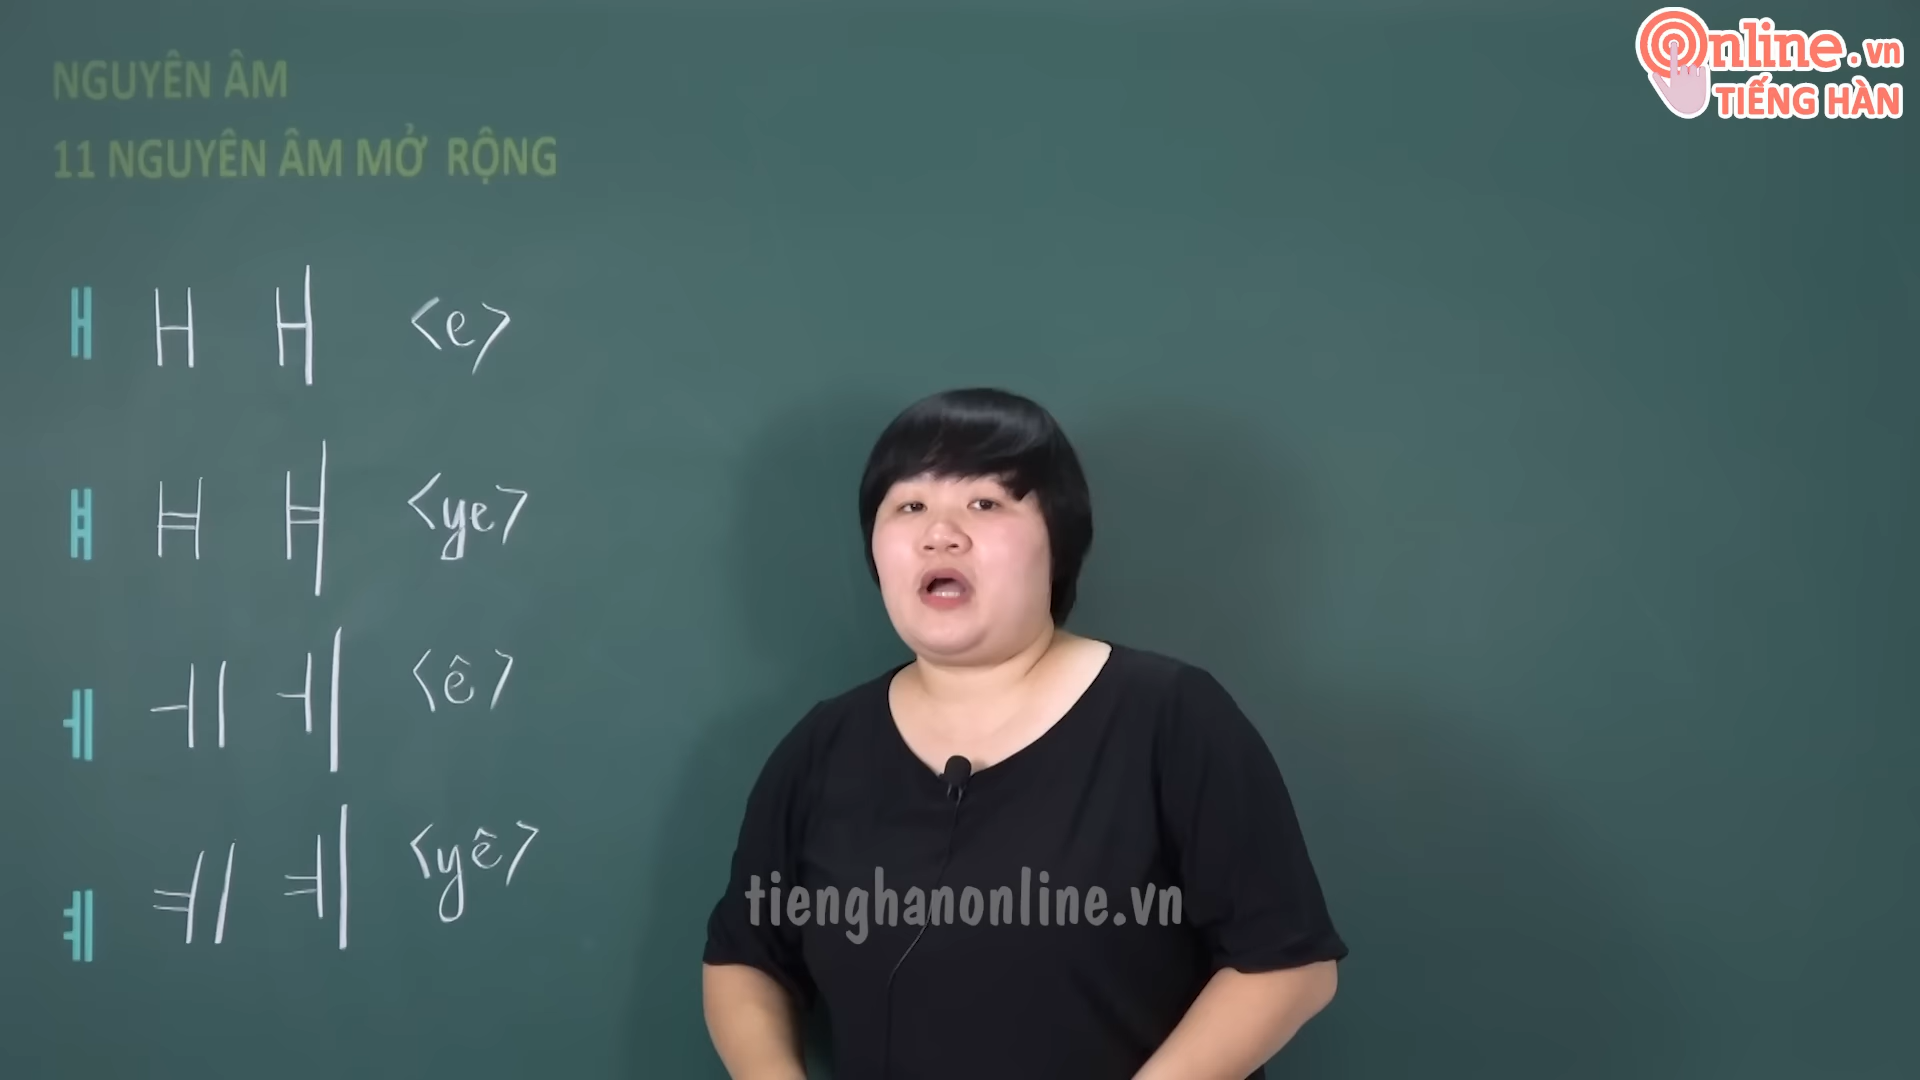 NGUYÊN ÂM
11 NGUYÊN ÂM MỞ RỘNG
ㅐ ㅐ ㅐ <e>
ㅒ ㅒ ㅒ <ye>
ㅔ ㅔ ㅔ <ê>
ㅖ ㅖ ㅖ <yê>
Online.vn
TIẾNG HÀN
tienghanonline.vn